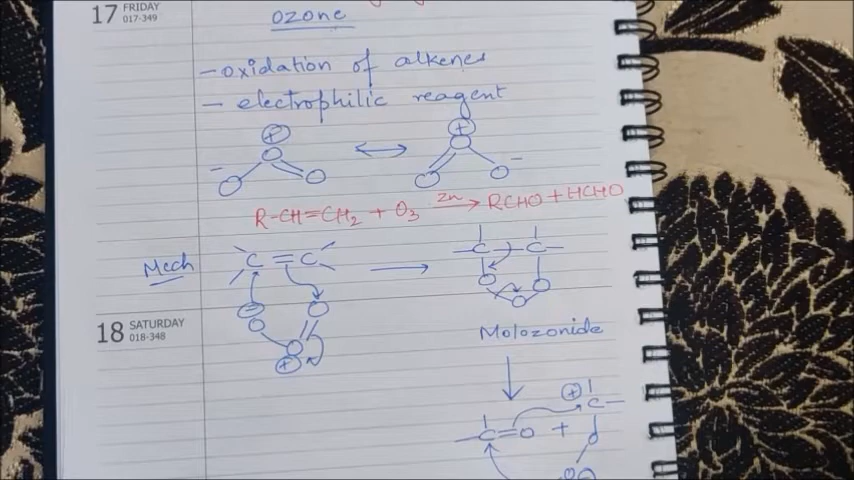 17 FRIDAY
017-349
ozone
- oxidation of alkenes
- electrophilic reagent
⊕ ⊕
- O O ↔ O O -
R-CH=CH₂ + O₃ Zn → RCHO + HCHO
Mech C = C → C - C
⊖ O O O O
O O
⊕
18 SATURDAY
018-348
Molozonide
↓
⊕ C
C=O + O
O ⊖